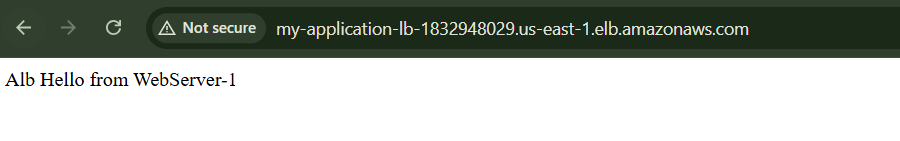 Not secure my-application-lb-1832948029.us-east-1.elb.amazonaws.com
Alb Hello from WebServer-1